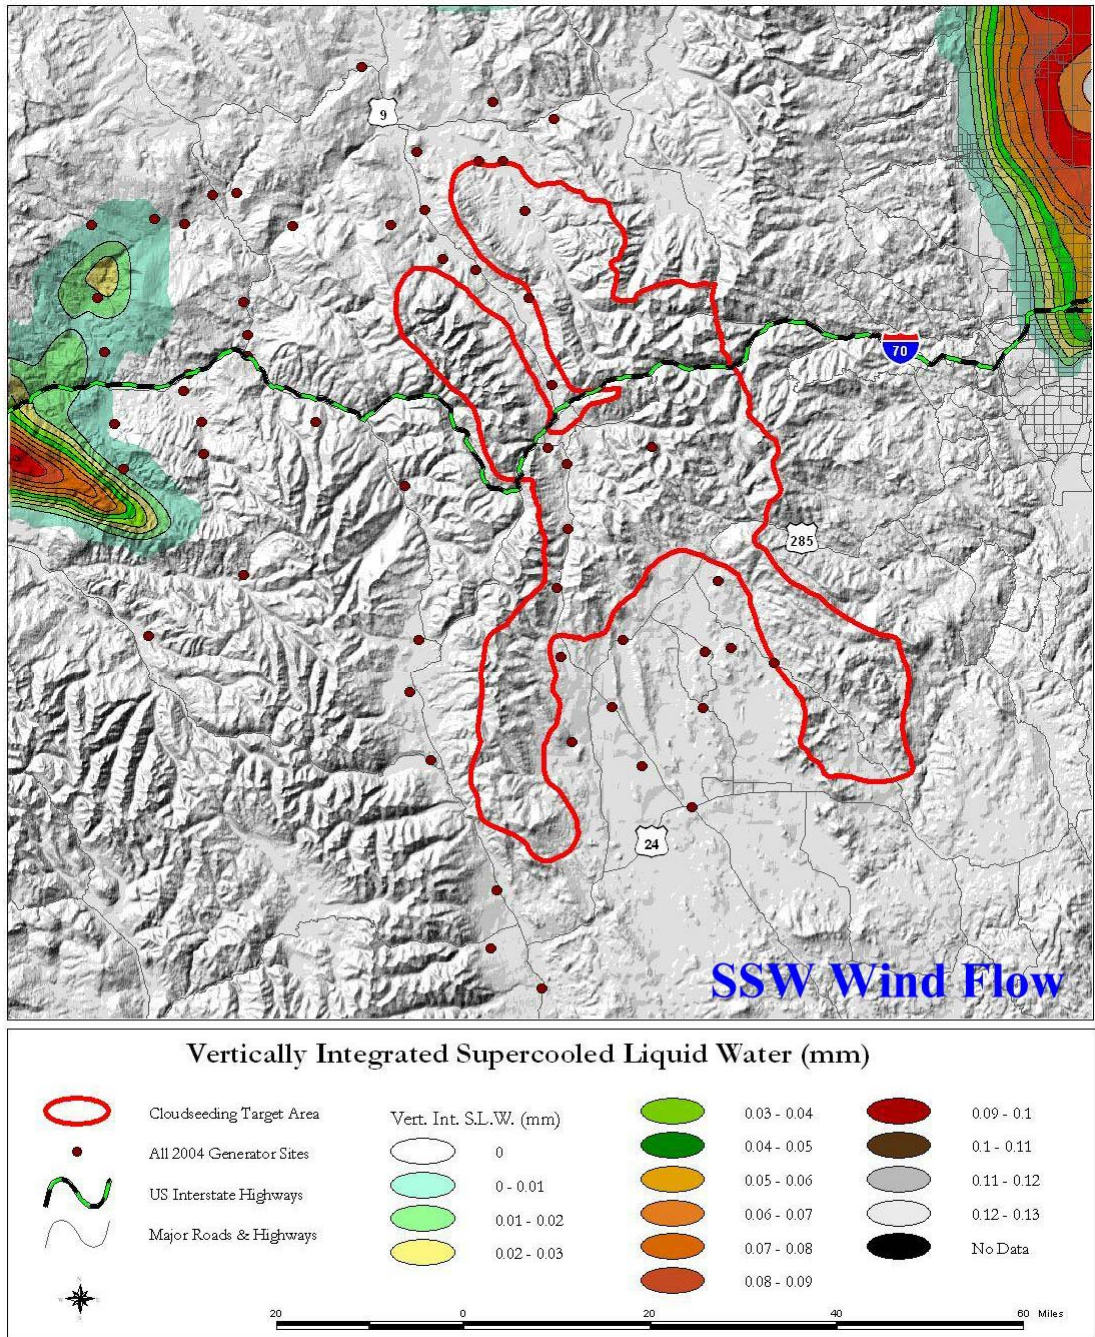 9
70
285
24
SSW Wind Flow
Vertically Integrated Supercooled Liquid Water (mm)
Cloudseeding Target Area
All 2004 Generator Sites
US Interstate Highways
Major Roads & Highways
Vert. Int. S.L.W. (mm)
0
0 - 0.01
0.01 - 0.02
0.02 - 0.03
0.03 - 0.04
0.04 - 0.05
0.05 - 0.06
0.06 - 0.07
0.07 - 0.08
0.08 - 0.09
0.09 - 0.1
0.1 - 0.11
0.11 - 0.12
0.12 - 0.13
No Data
20 0 20 40 60 Miles